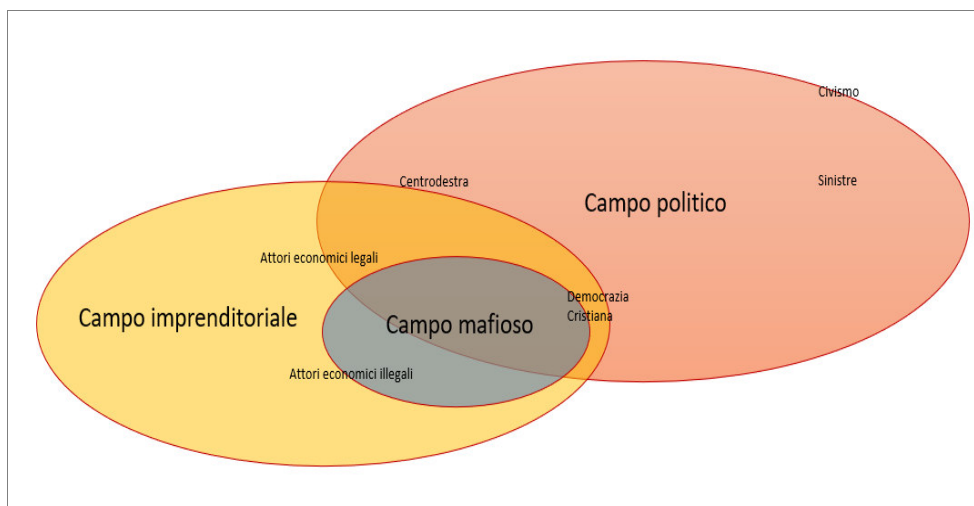 Civismo
Centrodestra
Sinistre
Campo politico
Attori economici legali
Democrazia
Cristiana
Campo imprenditoriale
Campo mafioso
Attori economici illegali